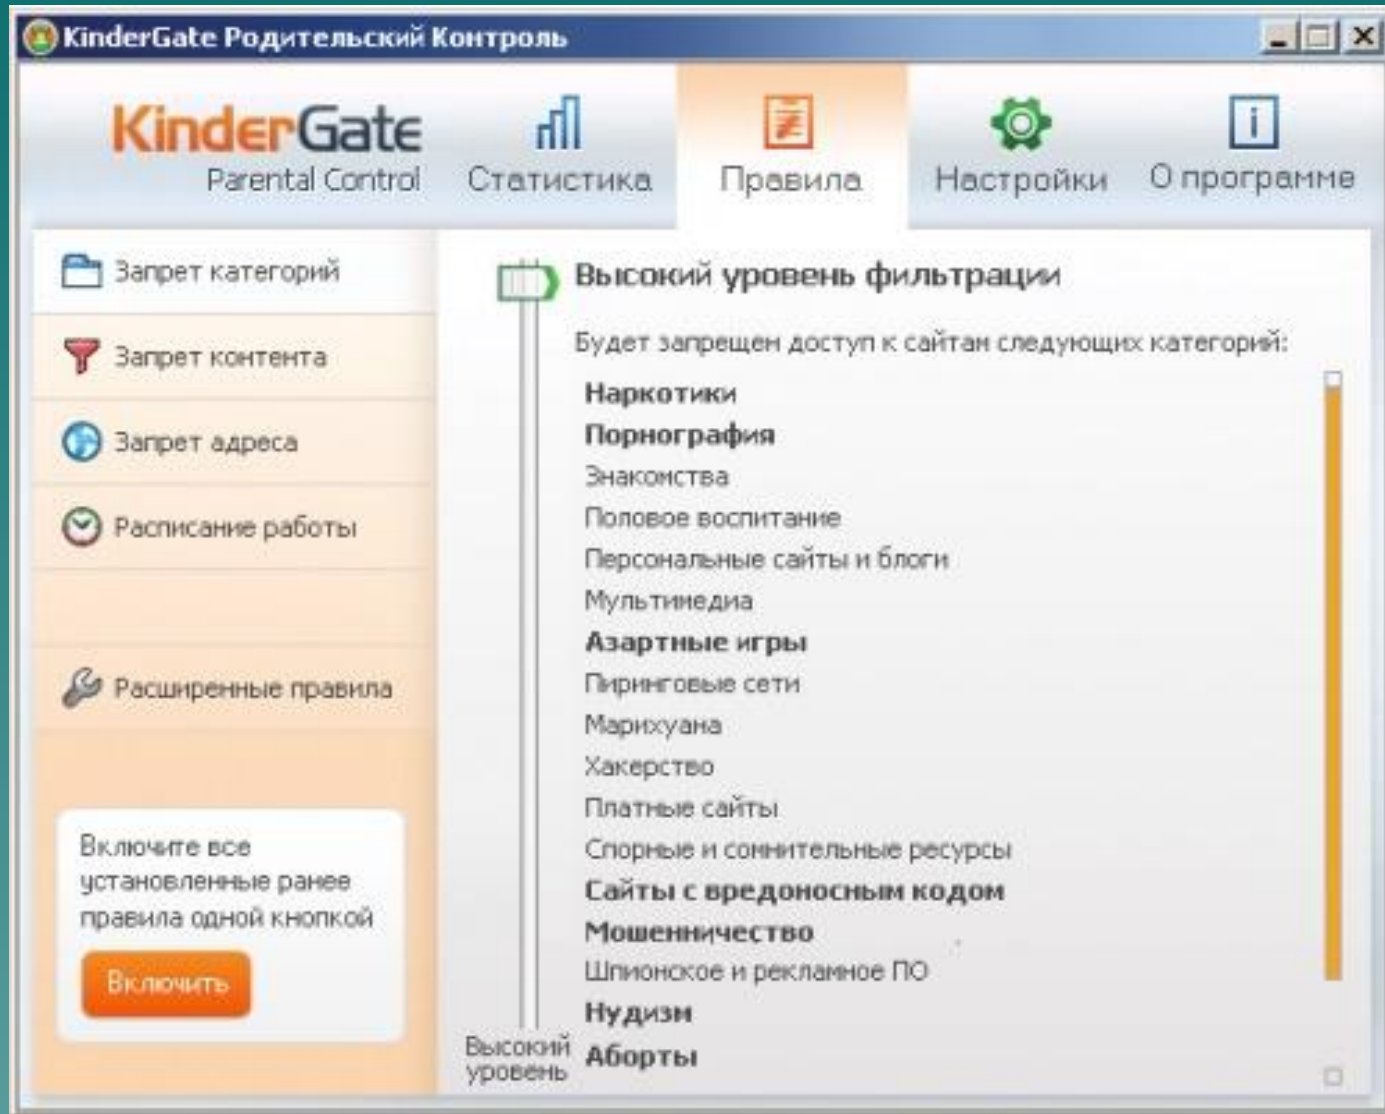 KinderGate Родительский Контроль
KinderGate
Parental Control
Статистика
Правила
Настройки
О программе
Запрет категорий
Запрет контента
Запрет адреса
Расписание работы
Расширенные правила
Включите все
установленные ранее
правила одной кнопкой
Включить
Высокий уровень фильтрации
Будет запрещен доступ к сайтам следующих категорий:
Наркотики
Порнография
Знакомства
Половое воспитание
Персональные сайты и блоги
Мультимедиа
Азартные игры
Пиринговые сети
Марихуана
Хакерство
Платные сайты
Спорные и сомнительные ресурсы
Сайты с вредоносным кодом
Мошенничество
Шпионское и рекламное ПО
Нудизм
Аборты
Высокий
уровень